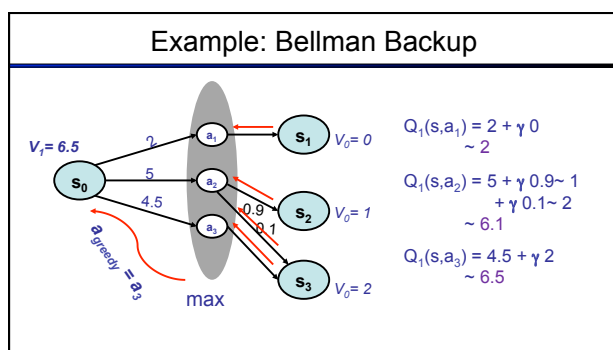 Example: Bellman Backup
V₁= 6.5
s₀
2
5
4.5
a₁
a₂
a₃
0.9
0.1
s₁
s₂
s₃
V₀= 0
V₀= 1
V₀= 2
a greedy = a₃
max
Q₁(s,a₁) = 2 + γ 0
~ 2
Q₁(s,a₂) = 5 + γ 0.9~ 1
+ γ 0.1~ 2
~ 6.1
Q₁(s,a₃) = 4.5 + γ 2
~ 6.5